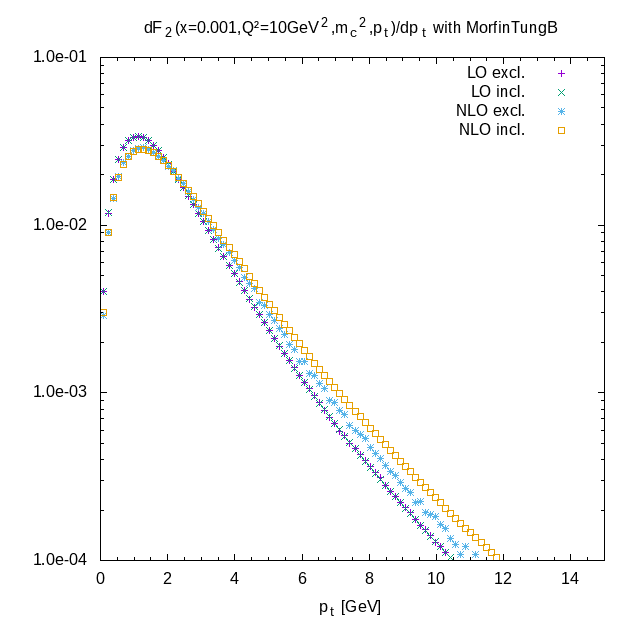 dF2(x=0.001,Q²=10GeV²,mc²,pt)/dpt with MorfinTungB
1.0e-01
LO excl.
LO incl.
NLO excl.
NLO incl.
1.0e-02
1.0e-03
1.0e-04
0 2 4 6 8 10 12 14
pt [GeV]